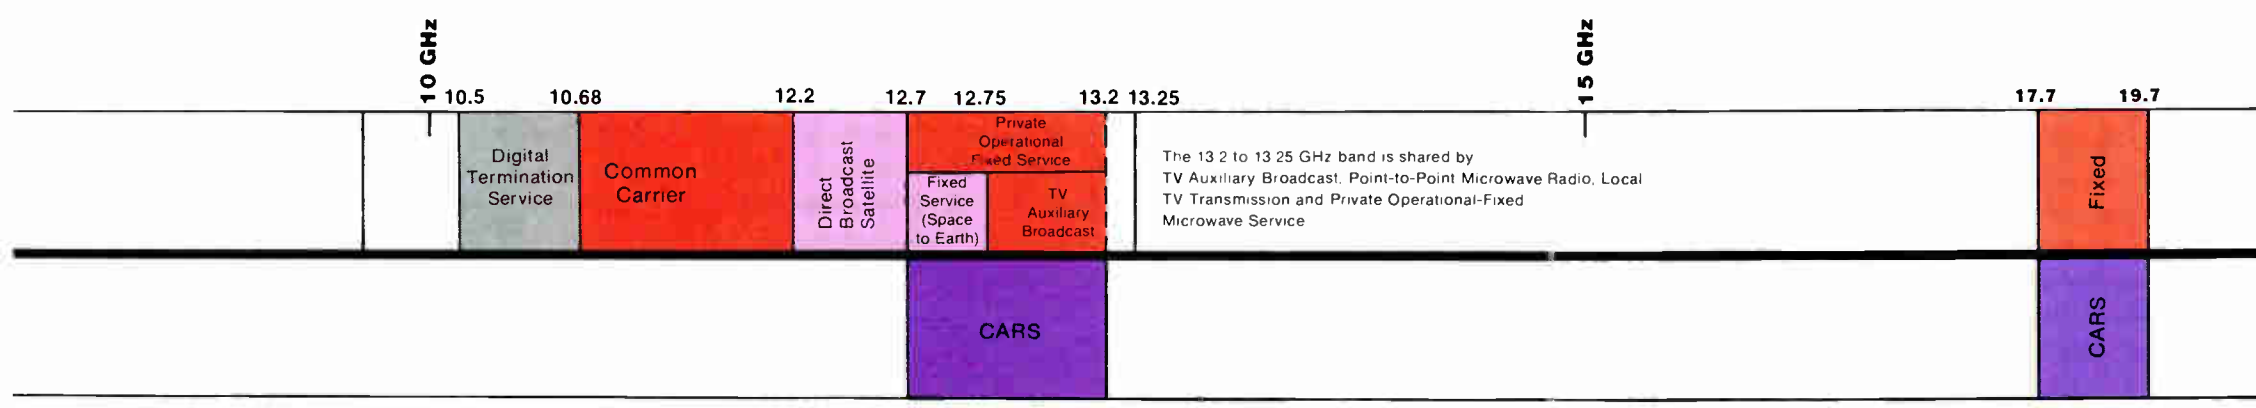 10 GHz
15 GHz
10.5
10.68
12.2
12.7
12.75
13.2
13.25
17.7
19.7
Digital
Termination
Service
Common
Carrier
Direct
Broadcast
Satellite
Private
Operational
Fixed Service
Fixed
Service
(Space
to Earth)
TV
Auxiliary
Broadcast
The 13 2 to 13 25 GHz band is shared by
TV Auxiliary Broadcast, Point-to-Point Microwave Radio, Local
TV Transmission and Private Operational-Fixed
Microwave Service
Fixed
CARS
CARS